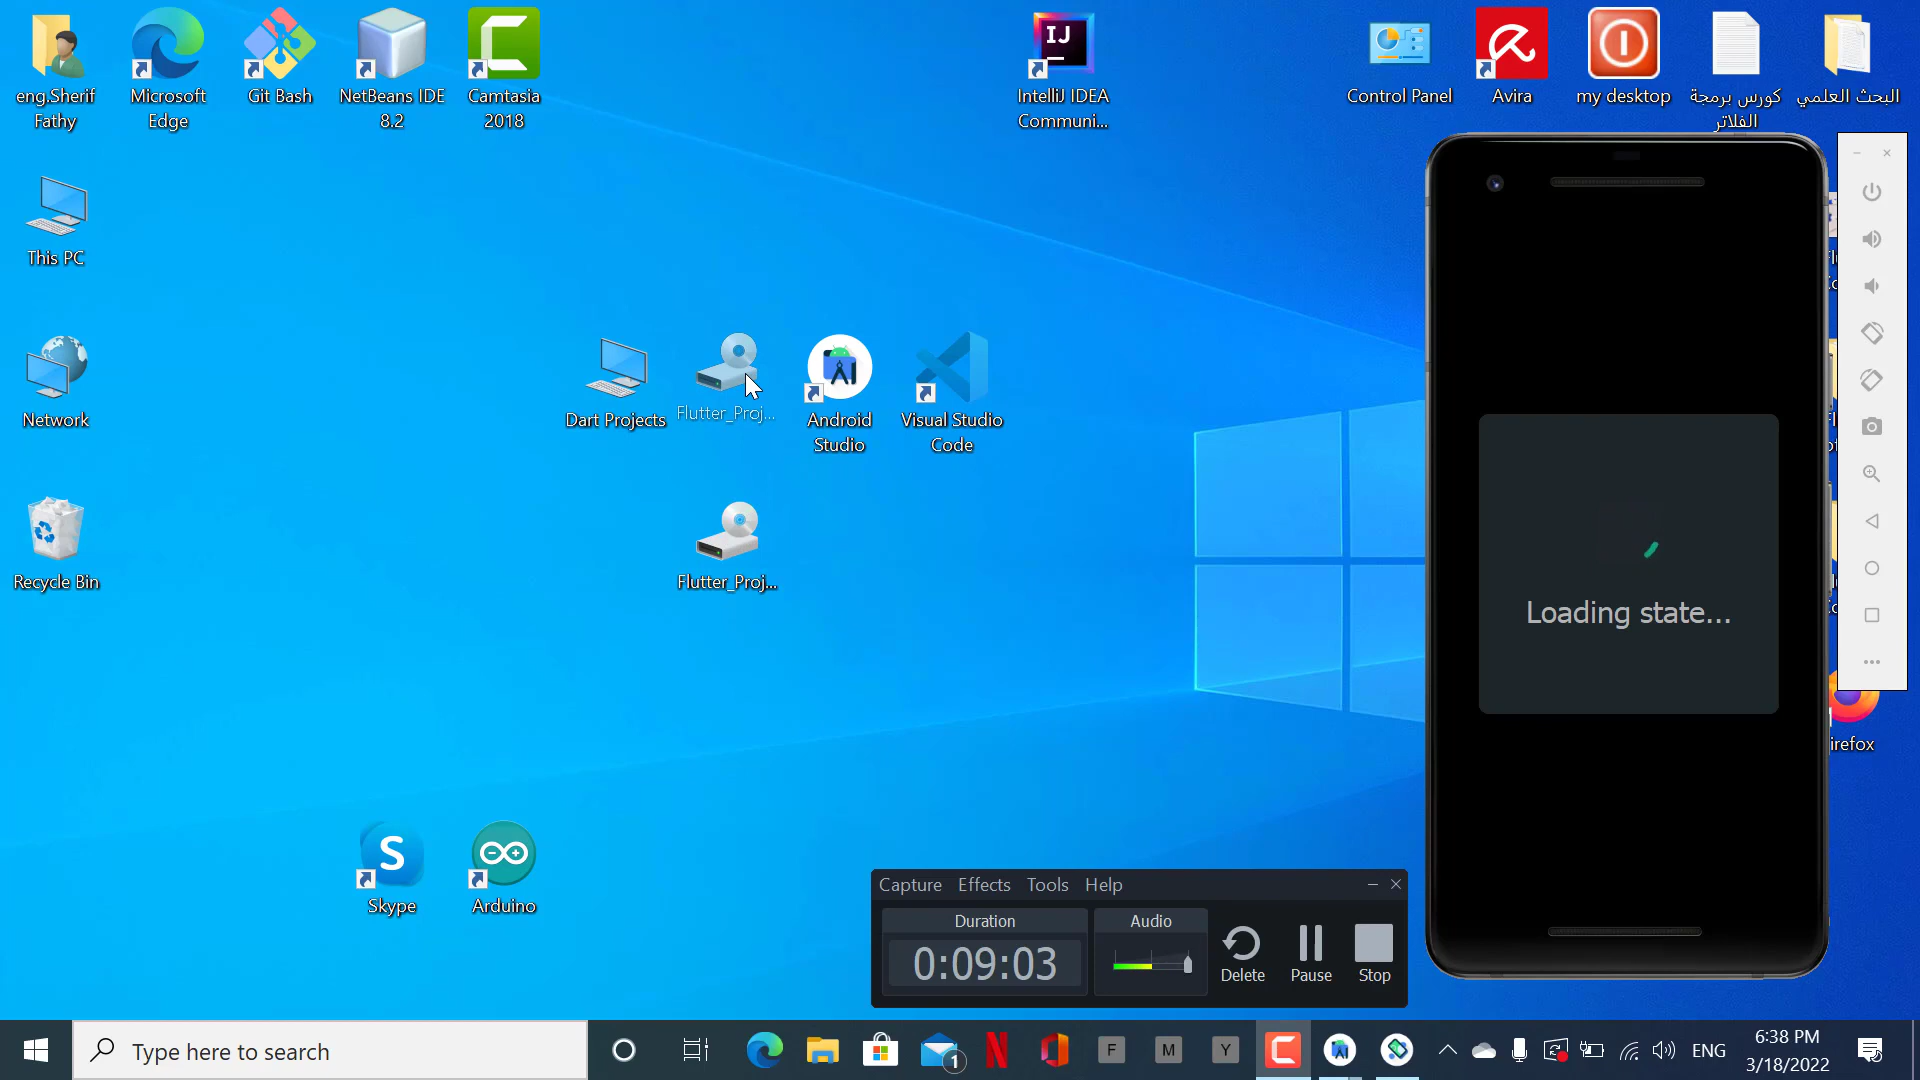 eng.Sherif
Fathy
Microsoft
Edge
Git Bash
NetBeans IDE
8.2
Camtasia
2018
IJ
IntelliJ IDEA
Communi...
Control Panel
Avira
my desktop
كورس برمجة
الفلاتر
البحث العلمي
This PC
Network
Dart Projects
Flutter_Proj...
Android
Studio
Visual Studio
Code
Recycle Bin
Flutter_Proj...
Loading state...
irefox
S
Skype
Arduino
Capture Effects Tools Help
Duration
0:09:03
Audio
Delete
Pause
Stop
Type here to search
1
F
M
Y
ENG
6:38 PM
3/18/2022